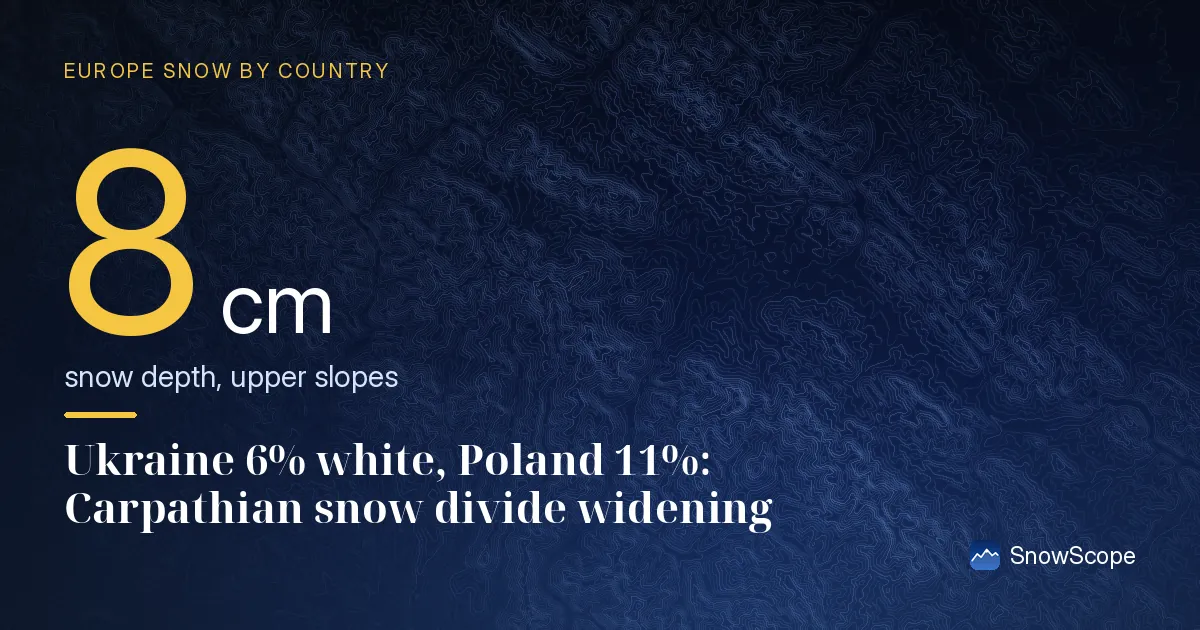 EUROPE SNOW BY COUNTRY
8 cm
snow depth, upper slopes
Ukraine 6% white, Poland 11%:
Carpathian snow divide widening
SnowScope